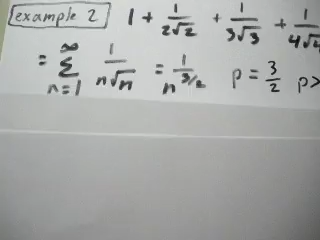 example 2 1 + 1/2√2 + 1/3√3 + 1/4√4
= ∑ n=1 ∞ 1/n√n = 1/n^3/2 p = 3/2 p>